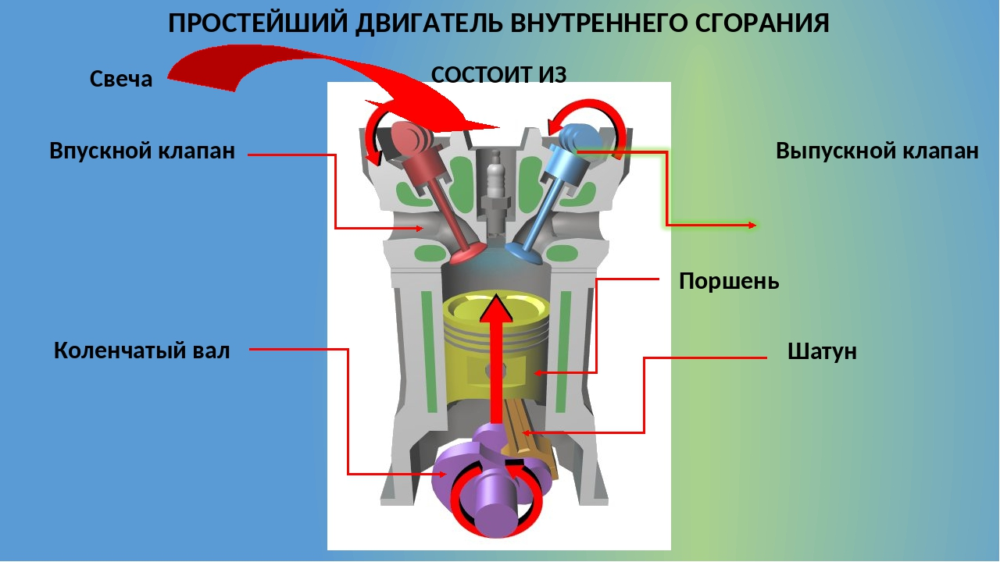 ПРОСТЕЙШИЙ ДВИГАТЕЛЬ ВНУТРЕННЕГО СГОРАНИЯ
СОСТОИТ ИЗ
Свеча
Впускной клапан
Выпускной клапан
Поршень
Коленчатый вал
Шатун